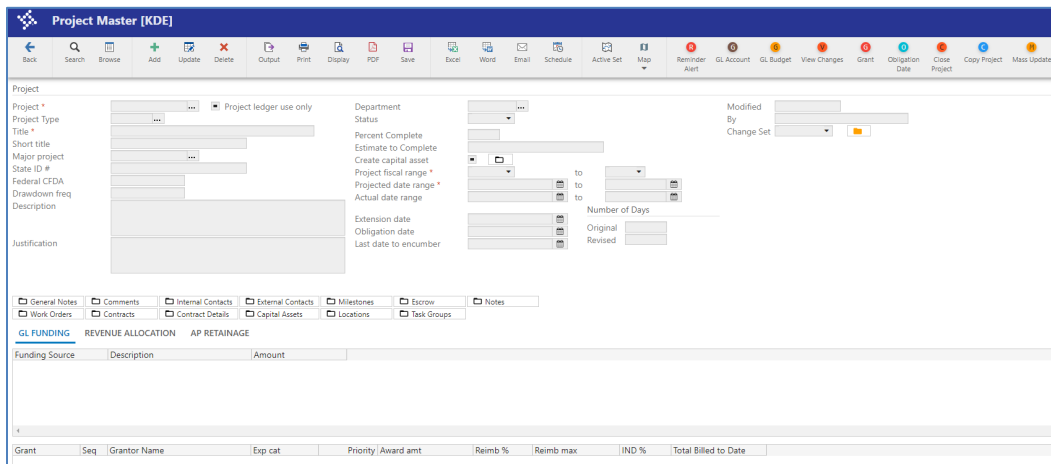 Project Master [KDE]
Back Search Browse Add Update Delete Output Print Display PDF Save Excel Word Email Schedule Active Set Map Reminder Alert GL Account GL Budget View Changes Grant Obligation Date Close Project Copy Project Mass Update
R G G V G O C C M
Project
Project * ... Project ledger use only
Project Type ...
Title *
Short title
Major project ...
State ID #
Federal CFDA
Drawdown freq
Description
Justification
Department ...
Status
Percent Complete
Estimate to Complete
Create capital asset
Project fiscal range * to
Projected date range * to
Actual date range to
Number of Days
Extension date
Obligation date
Last date to encumber
Original
Revised
Modified
By
Change Set
General Notes Comments Internal Contacts External Contacts Milestones Escrow Notes
Work Orders Contracts Contract Details Capital Assets Locations Task Groups
GL FUNDING REVENUE ALLOCATION AP RETAINAGE
Funding Source Description Amount
Grant Seq Grantor Name Exp cat Priority Award amt Reimb % Reimb max IND % Total Billed to Date